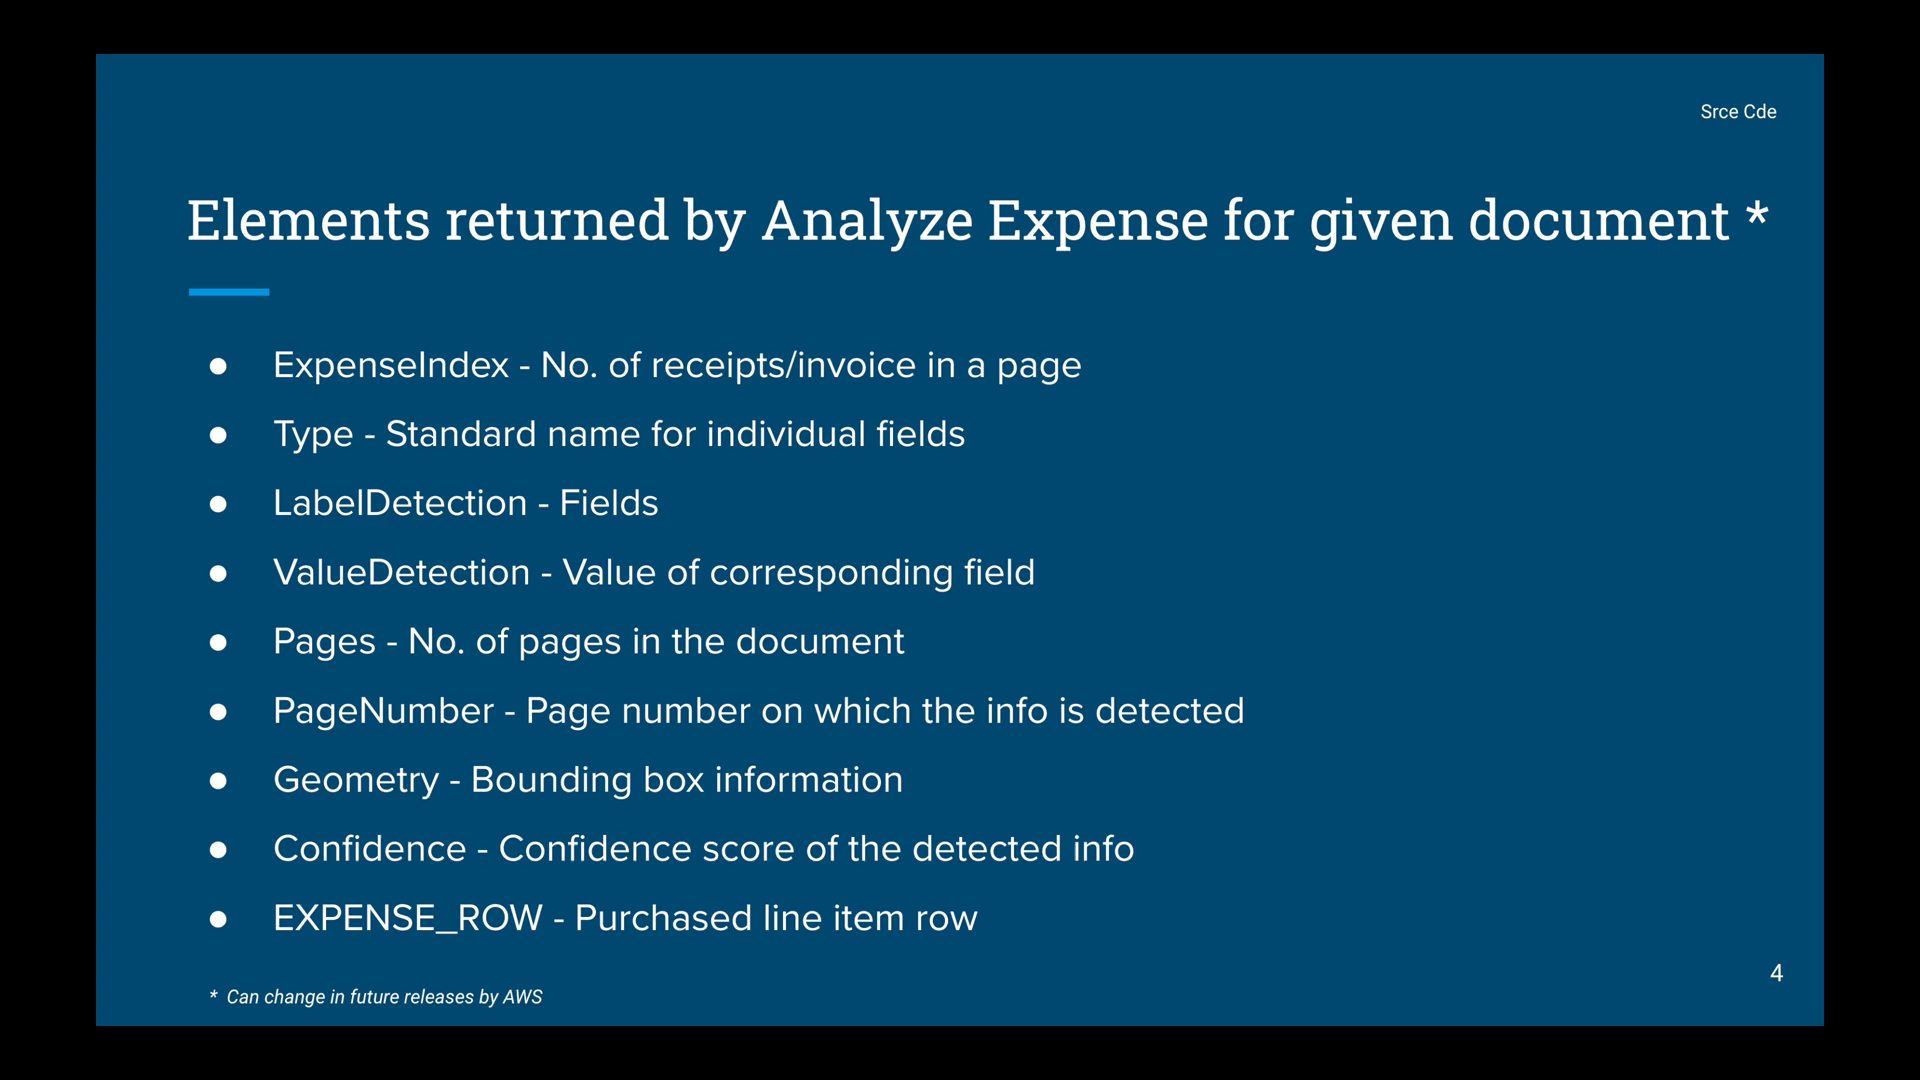 Srce Cde
Elements returned by Analyze Expense for given document *
● ExpenseIndex - No. of receipts/invoice in a page
● Type - Standard name for individual fields
● LabelDetection - Fields
● ValueDetection - Value of corresponding field
● Pages - No. of pages in the document
● PageNumber - Page number on which the info is detected
● Geometry - Bounding box information
● Confidence - Confidence score of the detected info
● EXPENSE_ROW - Purchased line item row
4
* Can change in future releases by AWS